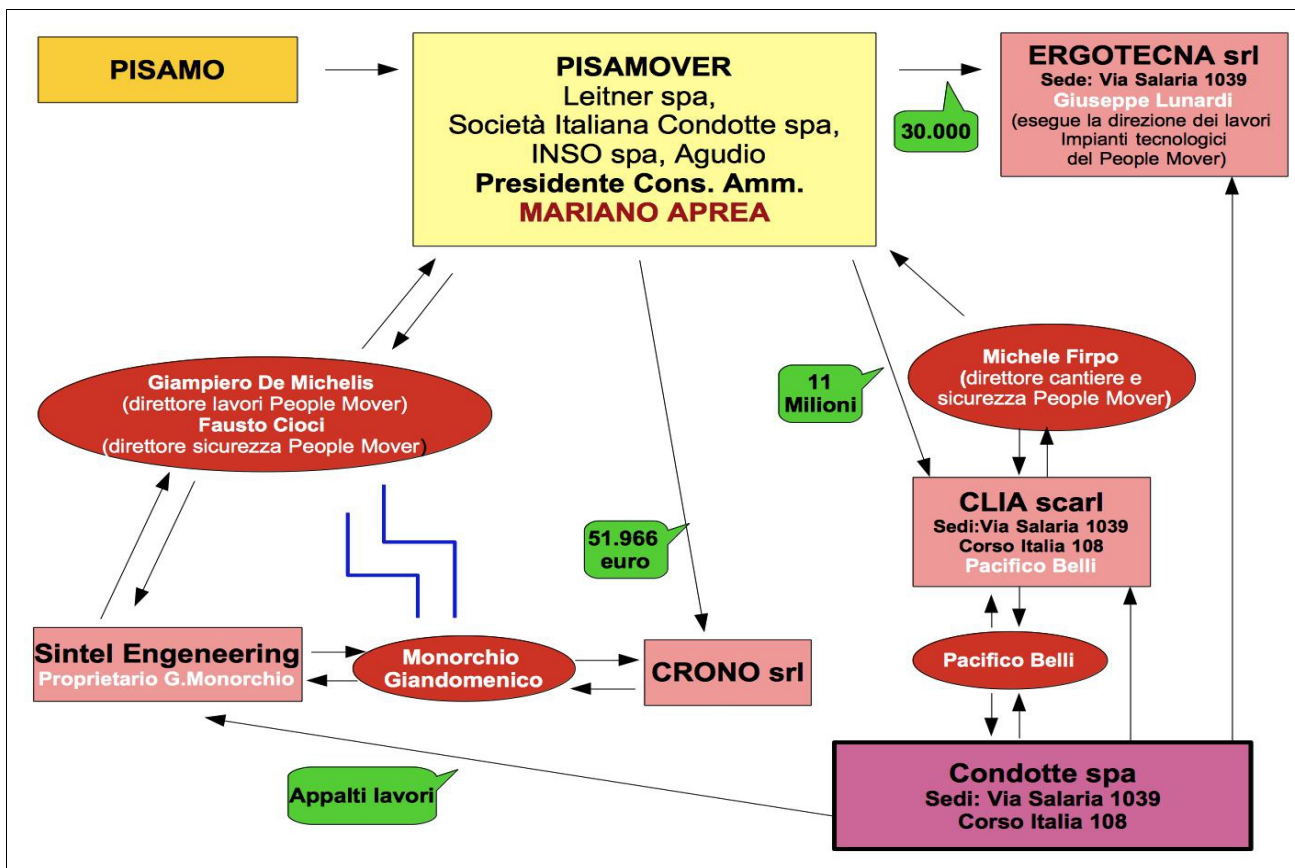 PISAMO
PISAMOVER
Leitner spa,
Società Italiana Condotte spa,
INSO spa, Agudio
Presidente Cons. Amm.
MARIANO APREA
30.000
ERGOTECNA srl
Sede: Via Salaria 1039
Giuseppe Lunardi
(esegue la direzione dei lavori
Impianti tecnologici
del People Mover)
Giampiero De Michelis
(direttore lavori People Mover)
Fausto Cioci
(direttore sicurezza People Mover)
11
Milioni
Michele Firpo
(direttore cantiere e
sicurezza People Mover)
51.966
euro
CLIA scarl
Sedi:Via Salaria 1039
Corso Italia 108
Pacifico Belli
Sintel Engeneering
Proprietario G.Monorchio
Monorchio
Giandomenico
CRONO srl
Pacifico Belli
Appalti lavori
Condotte spa
Sedi: Via Salaria 1039
Corso Italia 108